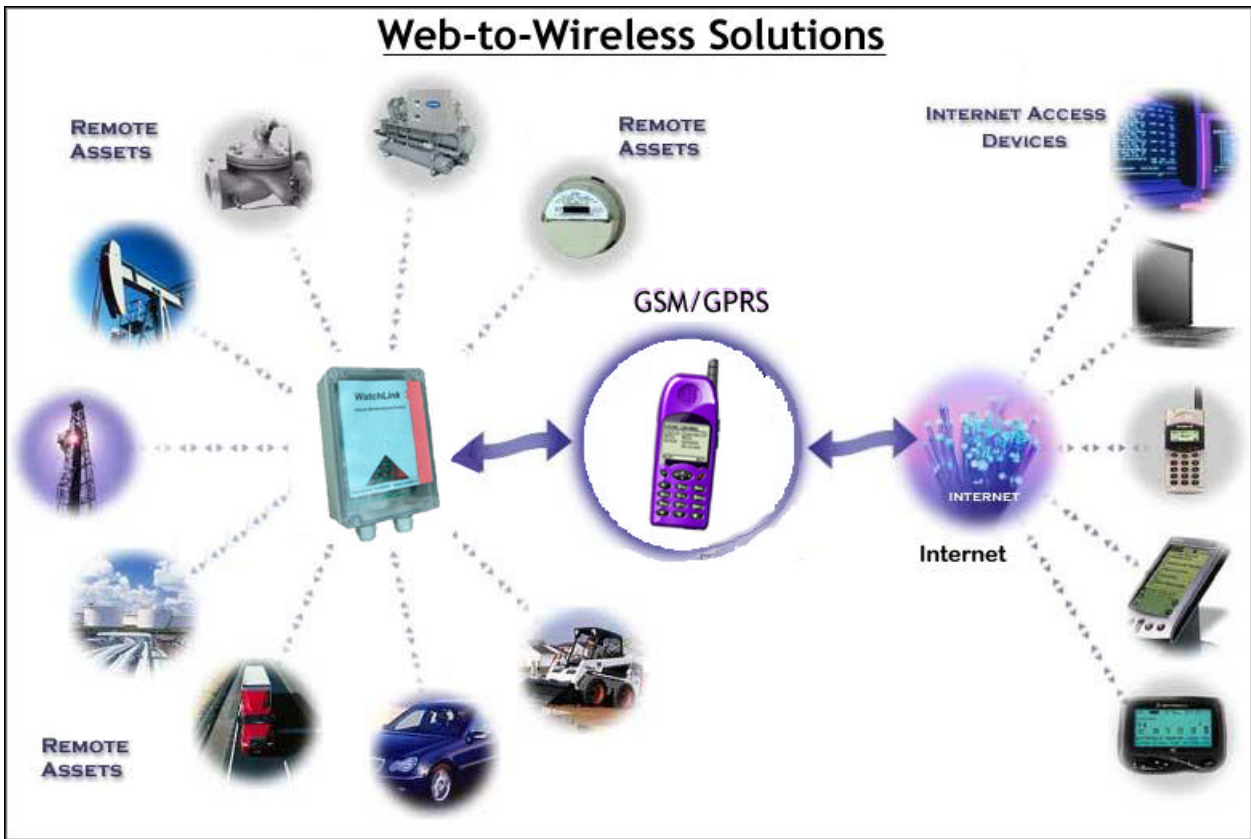 Web-to-Wireless Solutions
REMOTE
ASSETS
REMOTE
ASSETS
INTERNET ACCESS
DEVICES
GSM/GPRS
WatchLink
INTERNET
Internet
REMOTE
ASSETS